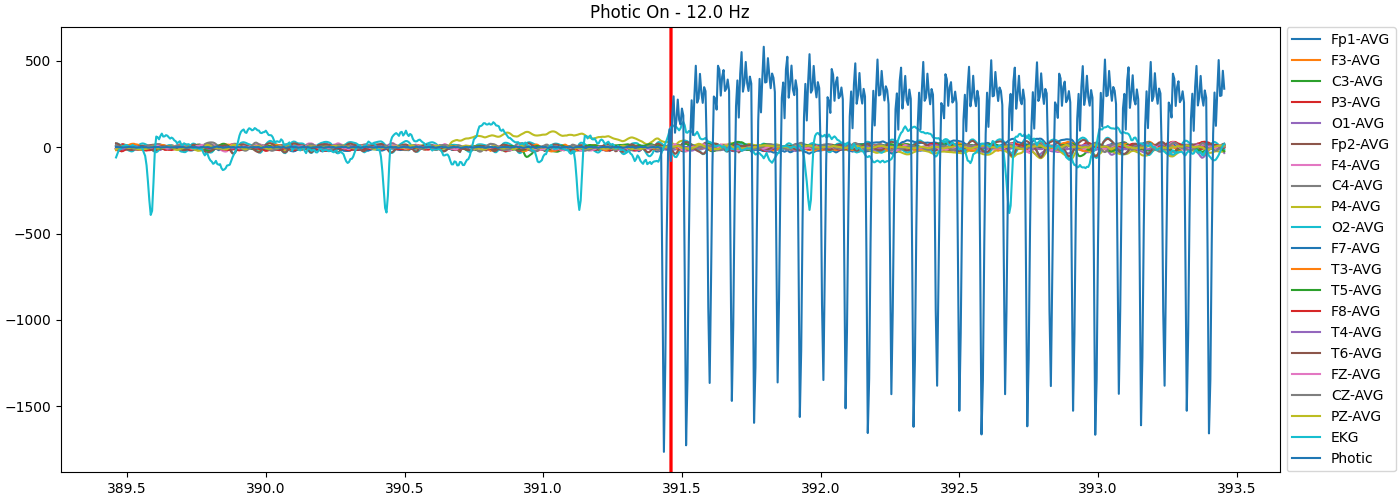 Photic On - 12.0 Hz
500
0
−500
−1000
−1500
389.5 390.0 390.5 391.0 391.5 392.0 392.5 393.0 393.5
Fp1-AVG
F3-AVG
C3-AVG
P3-AVG
O1-AVG
Fp2-AVG
F4-AVG
C4-AVG
P4-AVG
O2-AVG
F7-AVG
T3-AVG
T5-AVG
F8-AVG
T4-AVG
T6-AVG
FZ-AVG
CZ-AVG
PZ-AVG
EKG
Photic